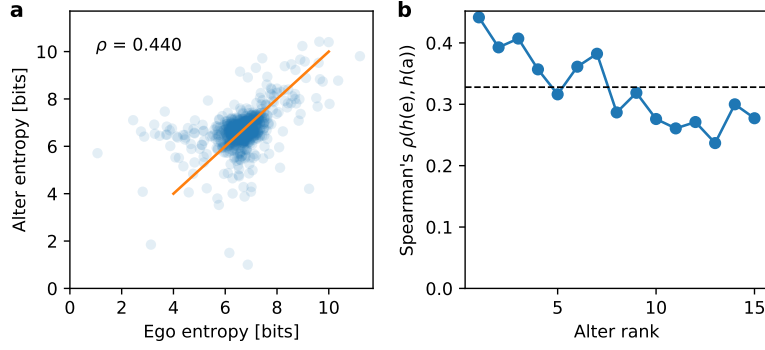 a
ρ = 0.440
Alter entropy [bits]
10
8
6
4
2
0
0 2 4 6 8 10
Ego entropy [bits]
b
Spearman's ρ(h(e), h(a))
0.4
0.3
0.2
0.1
0.0
5 10 15
Alter rank